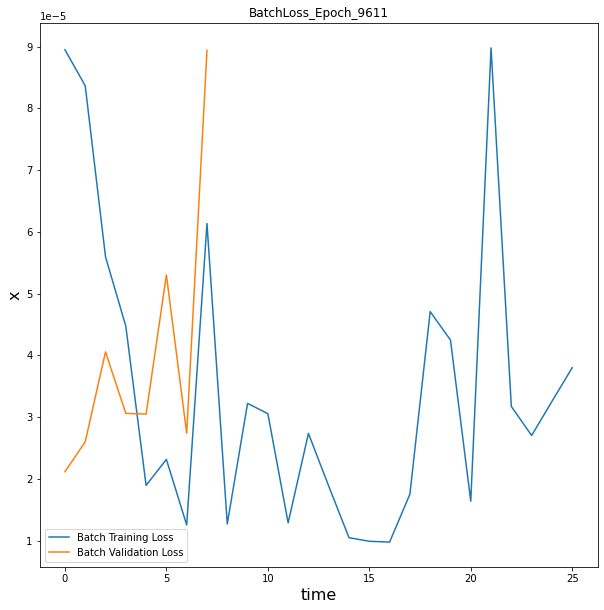 BatchLoss_Epoch_9611
1e−5
9
8
7
6
5
4
3
2
1
x
0 5 10 15 20 25
time
Batch Training Loss
Batch Validation Loss